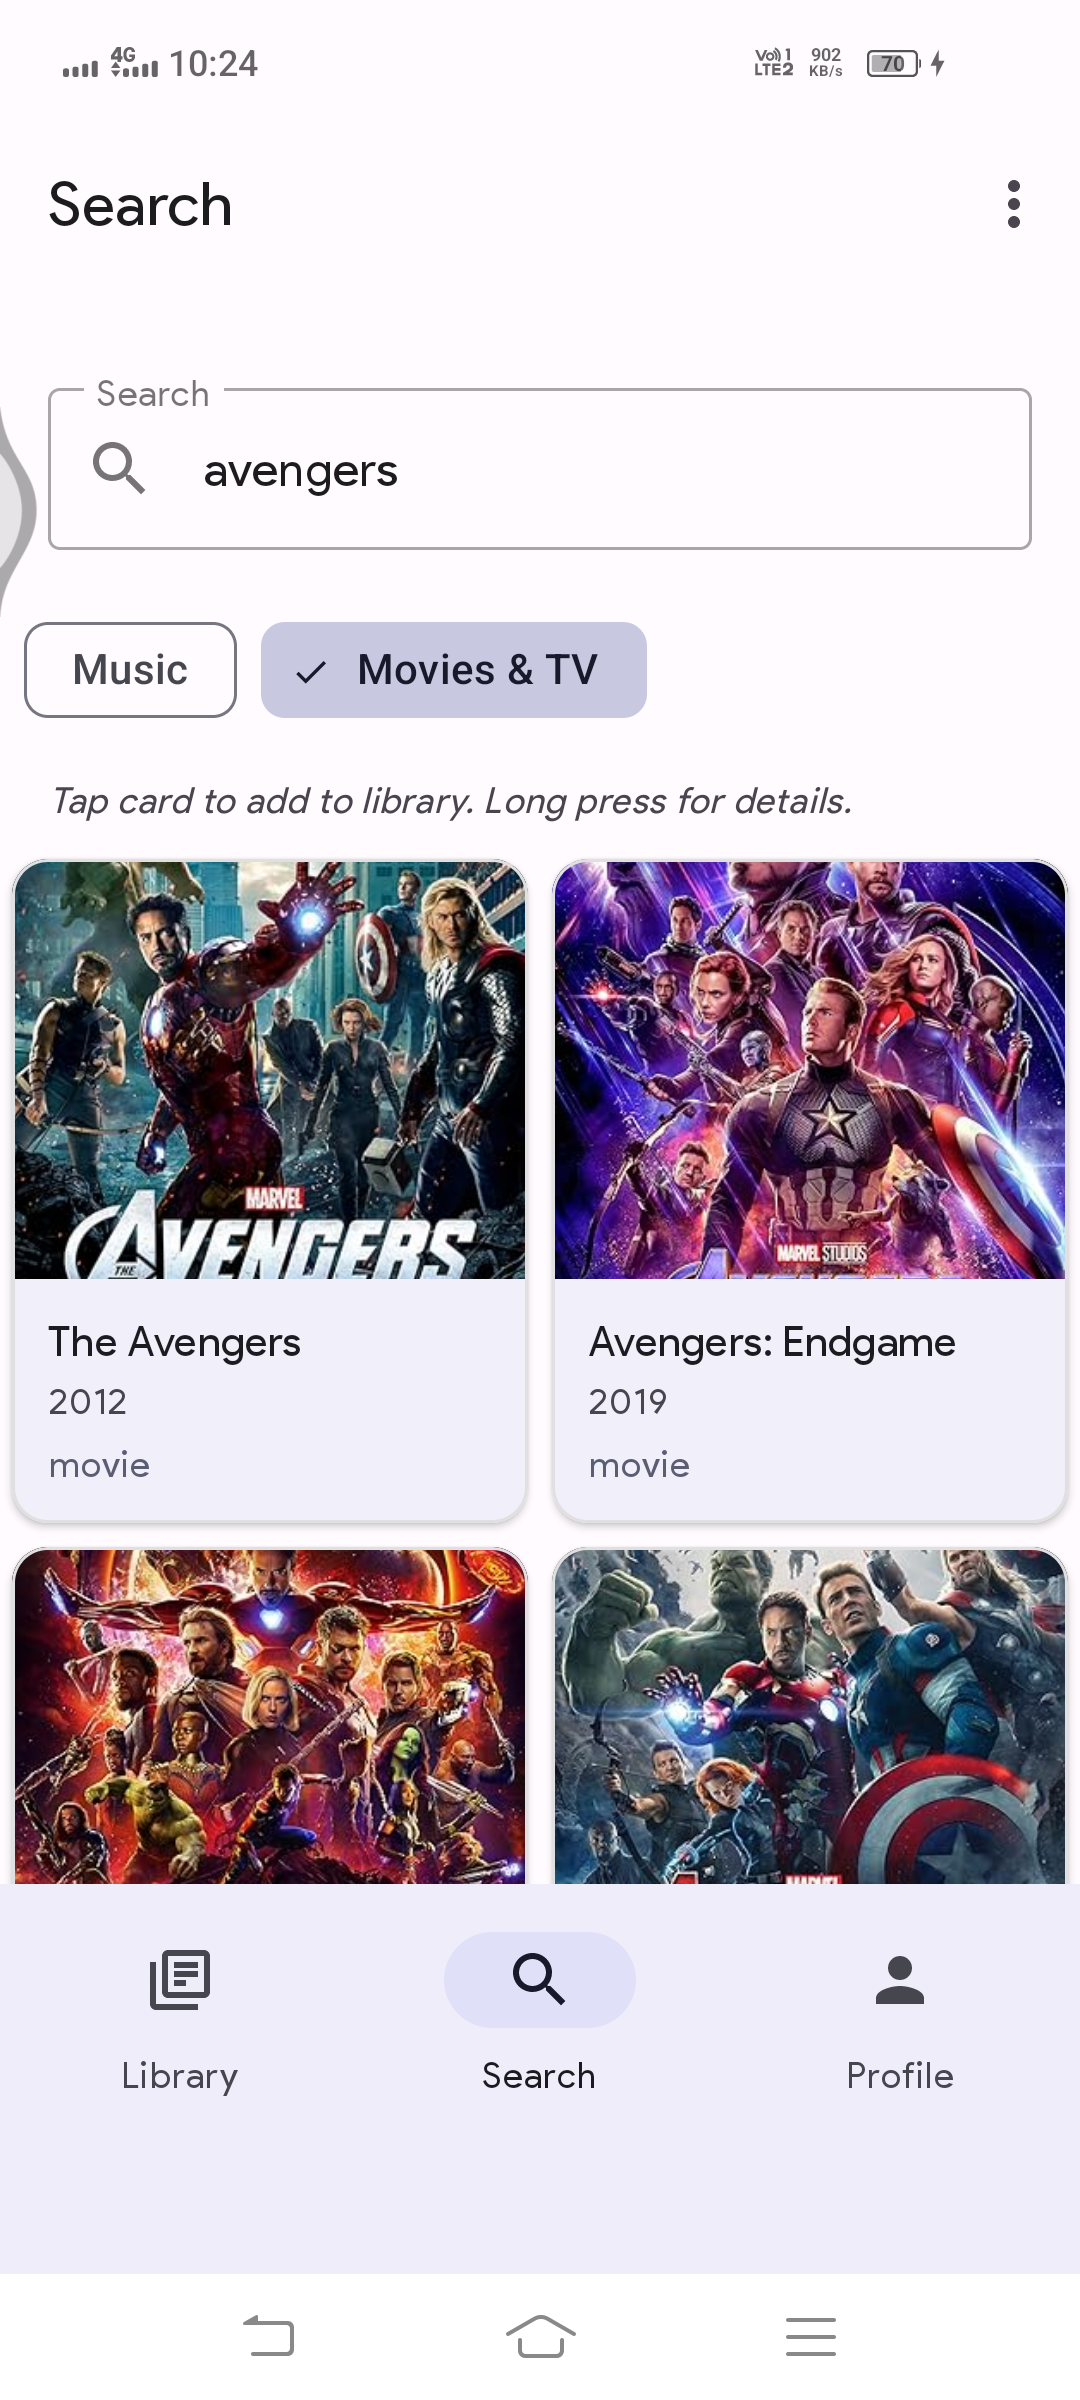 4G 10:24 Vo)) 1 LTE2 902 KB/s 70
Search
Search
avengers
Music Movies & TV
Tap card to add to library. Long press for details.
MARVEL
THE AVENGERS
MARVEL STUDIOS
The Avengers
2012
movie
Avengers: Endgame
2019
movie
Library Search Profile